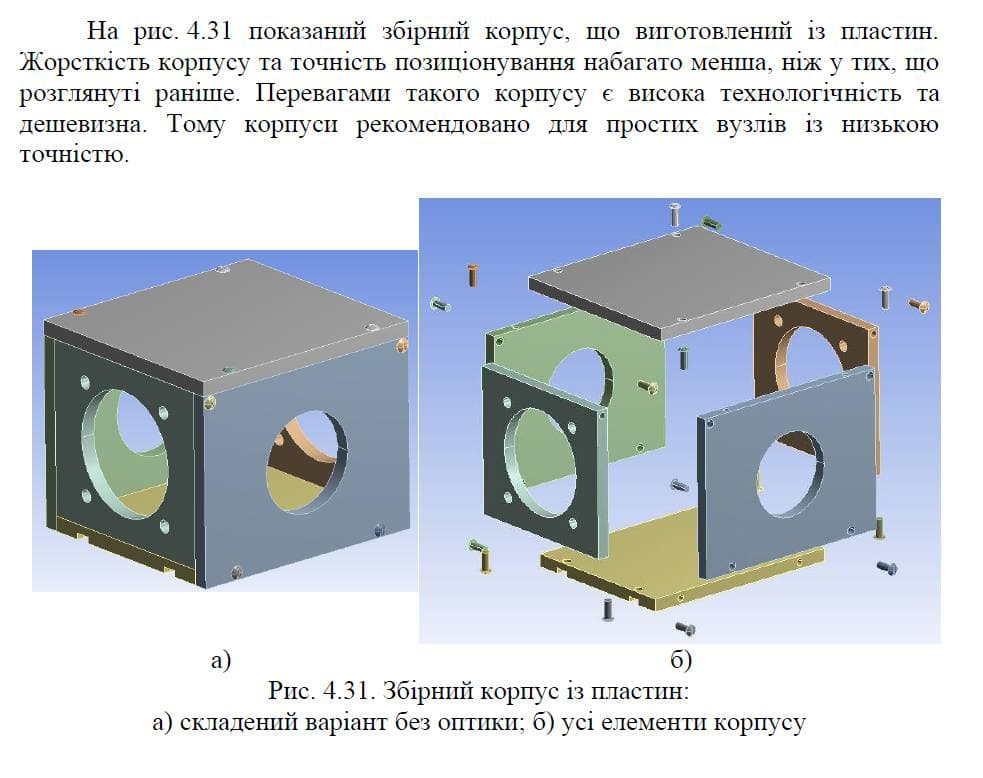 На рис. 4.31 показаний збірний корпус, що виготовлений із пластин.
Жорсткість корпусу та точність позиціонування набагато менша, ніж у тих, що
розглянуті раніше. Перевагами такого корпусу є висока технологічність та
дешевизна. Тому корпуси рекомендовано для простих вузлів із низькою
точністю.
а)
б)
Рис. 4.31. Збірний корпус із пластин:
а) складений варіант без оптики; б) усі елементи корпусу